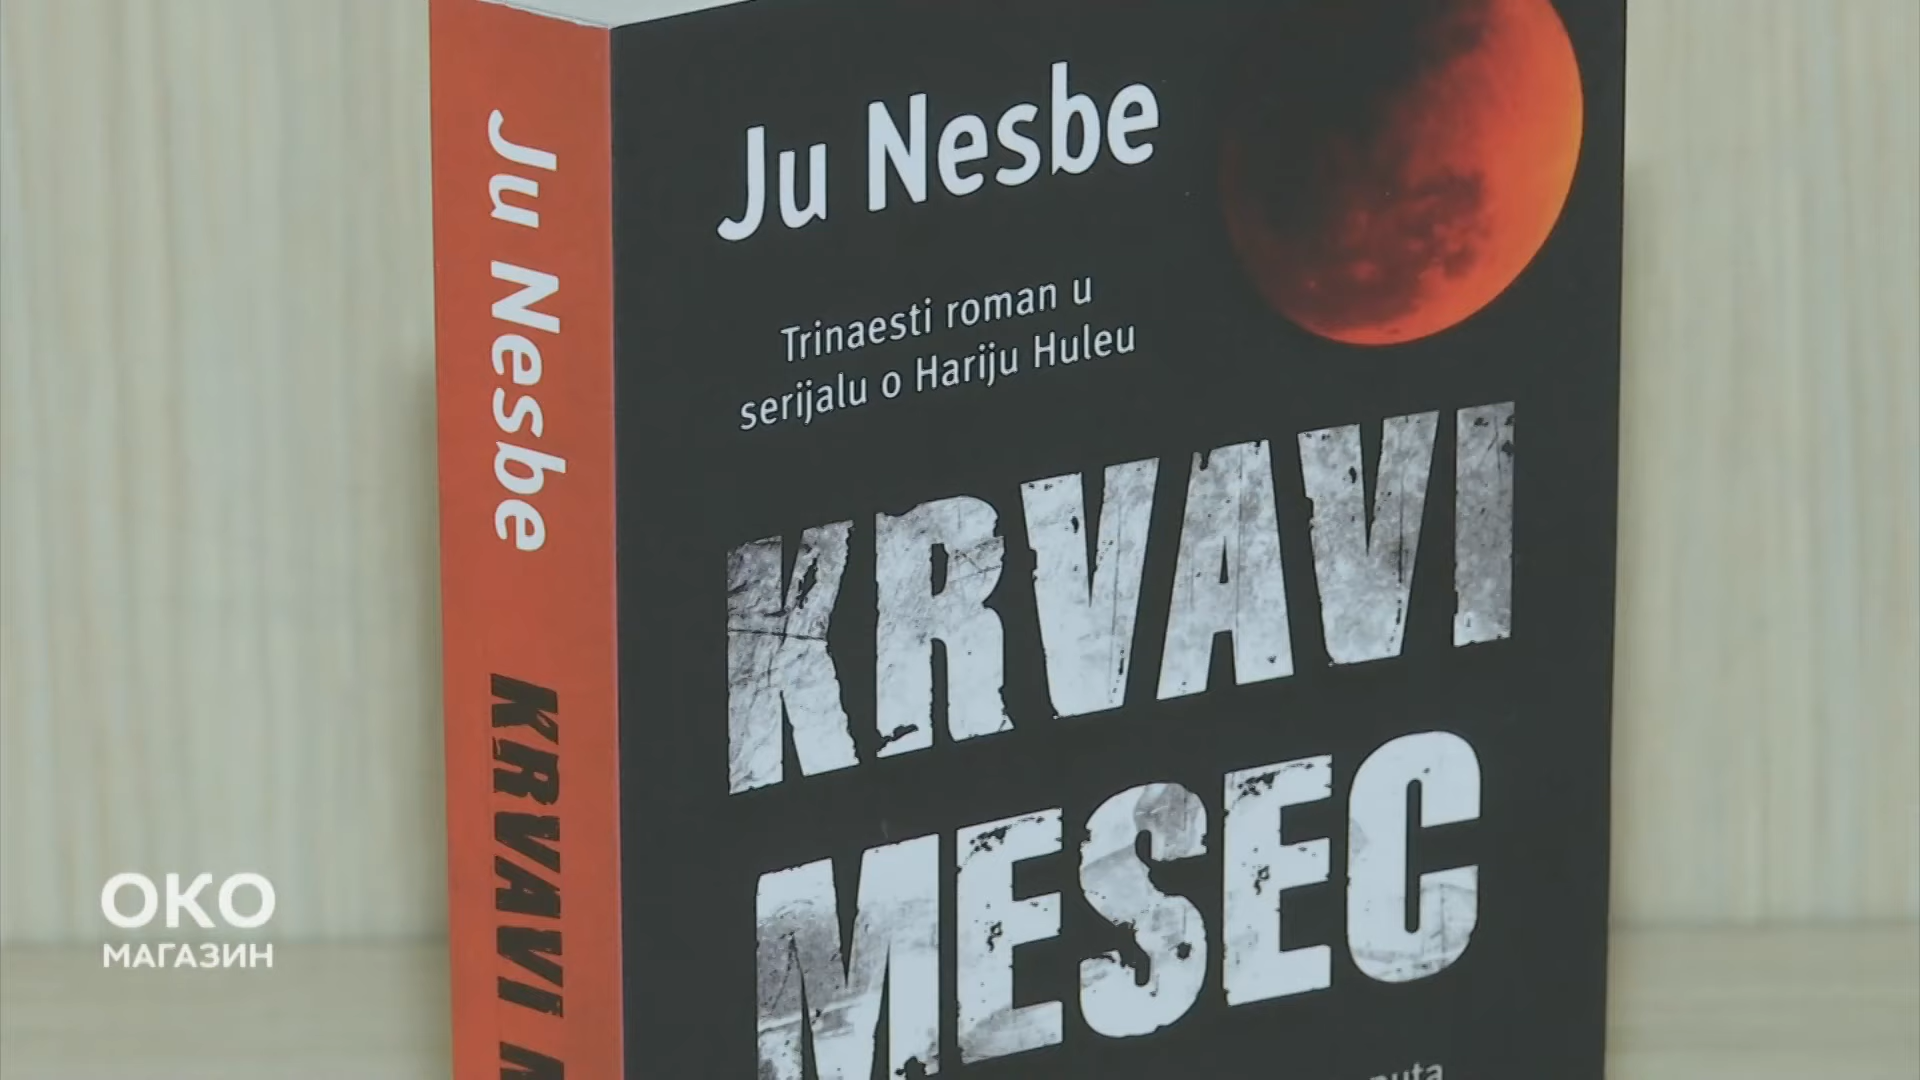 Ju Nesbe
KRVAVI
Ju Nesbe
Trinaesti roman u
serijalu o Hariju Huleu
KRVAVI
MESEC
ОКО
МАГАЗИН